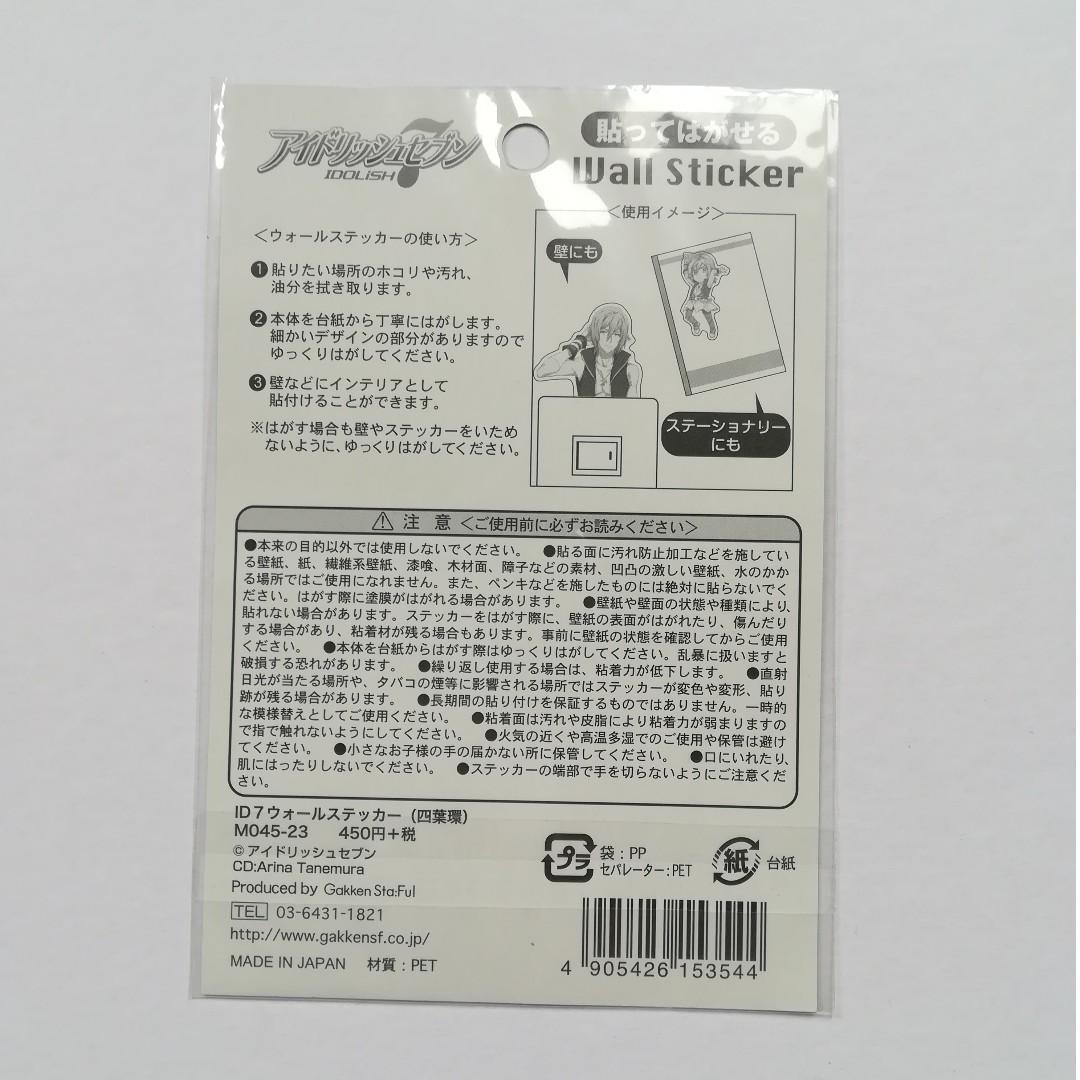 アイドリッシュセブン
7
IDOLiSH
貼ってはがせる
Wall Sticker
＜使用イメージ＞
壁にも
ステーショナリー
にも
＜ウォールステッカーの使い方＞
❶貼りたい場所のホコリや汚れ、
油分を拭き取ります。
❷本体を台紙から丁寧にはがします。
細かいデザインの部分がありますので
ゆっくりはがしてください。
❸壁などにインテリアとして
貼付けることができます。
※はがす場合も壁やステッカーをいため
ないように、ゆっくりはがしてください。
⚠ 注 意 ＜ご使用前に必ずお読みください＞
●本来の目的以外では使用しないでください。 ●貼る面に汚れ防止加工などを施してい
る壁紙、紙、繊維系壁紙、漆喰、木材面、障子などの素材、凹凸の激しい壁紙、水のかか
る場所ではご使用になれません。また、ペンキなどを施したものには絶対に貼らないでく
ださい。はがす際に塗膜がはがれる場合があります。 ●壁紙や壁面の状態や種類により、
貼れない場合があります。ステッカーをはがす際に、壁紙の表面がはがれたり、傷んだり
する場合があり、粘着材が残る場合もあります。事前に壁紙の状態を確認してからご使用
ください。 ●本体を台紙からはがす際はゆっくりはがしてください。乱暴に扱いますと
破損する恐れがあります。 ●繰り返し使用する場合は、粘着力が低下します。 ●直射
日光が当たる場所や、タバコの煙等に影響される場所ではステッカーが変色や変形、貼り
跡が残る場合があります。 ●長期間の貼り付けを保証するものではありません。一時的
な模様替えとしてご使用ください。 ●粘着面は汚れや皮脂により粘着力が弱まりますの
で指で触れないようにしてください。 ●火気の近くや高温多湿でのご使用や保管は避け
てください。 ●小さなお子様の手の届かない所に保管してください。 ●口にいれたり、
肌にはったりしないでください。 ●ステッカーの端部で手を切らないようにご注意くだ
さい。
ID７ウォールステッカー（四葉環）
M045-23 450円＋税
©アイドリッシュセブン
CD:Arina Tanemura
Produced by Gakken Sta:Ful
TEL 03-6431-1821
http://www.gakkensf.co.jp/
MADE IN JAPAN 材質：PET
プラ
袋：PP
セパレーター：PET
紙 台紙
4 905426 153544